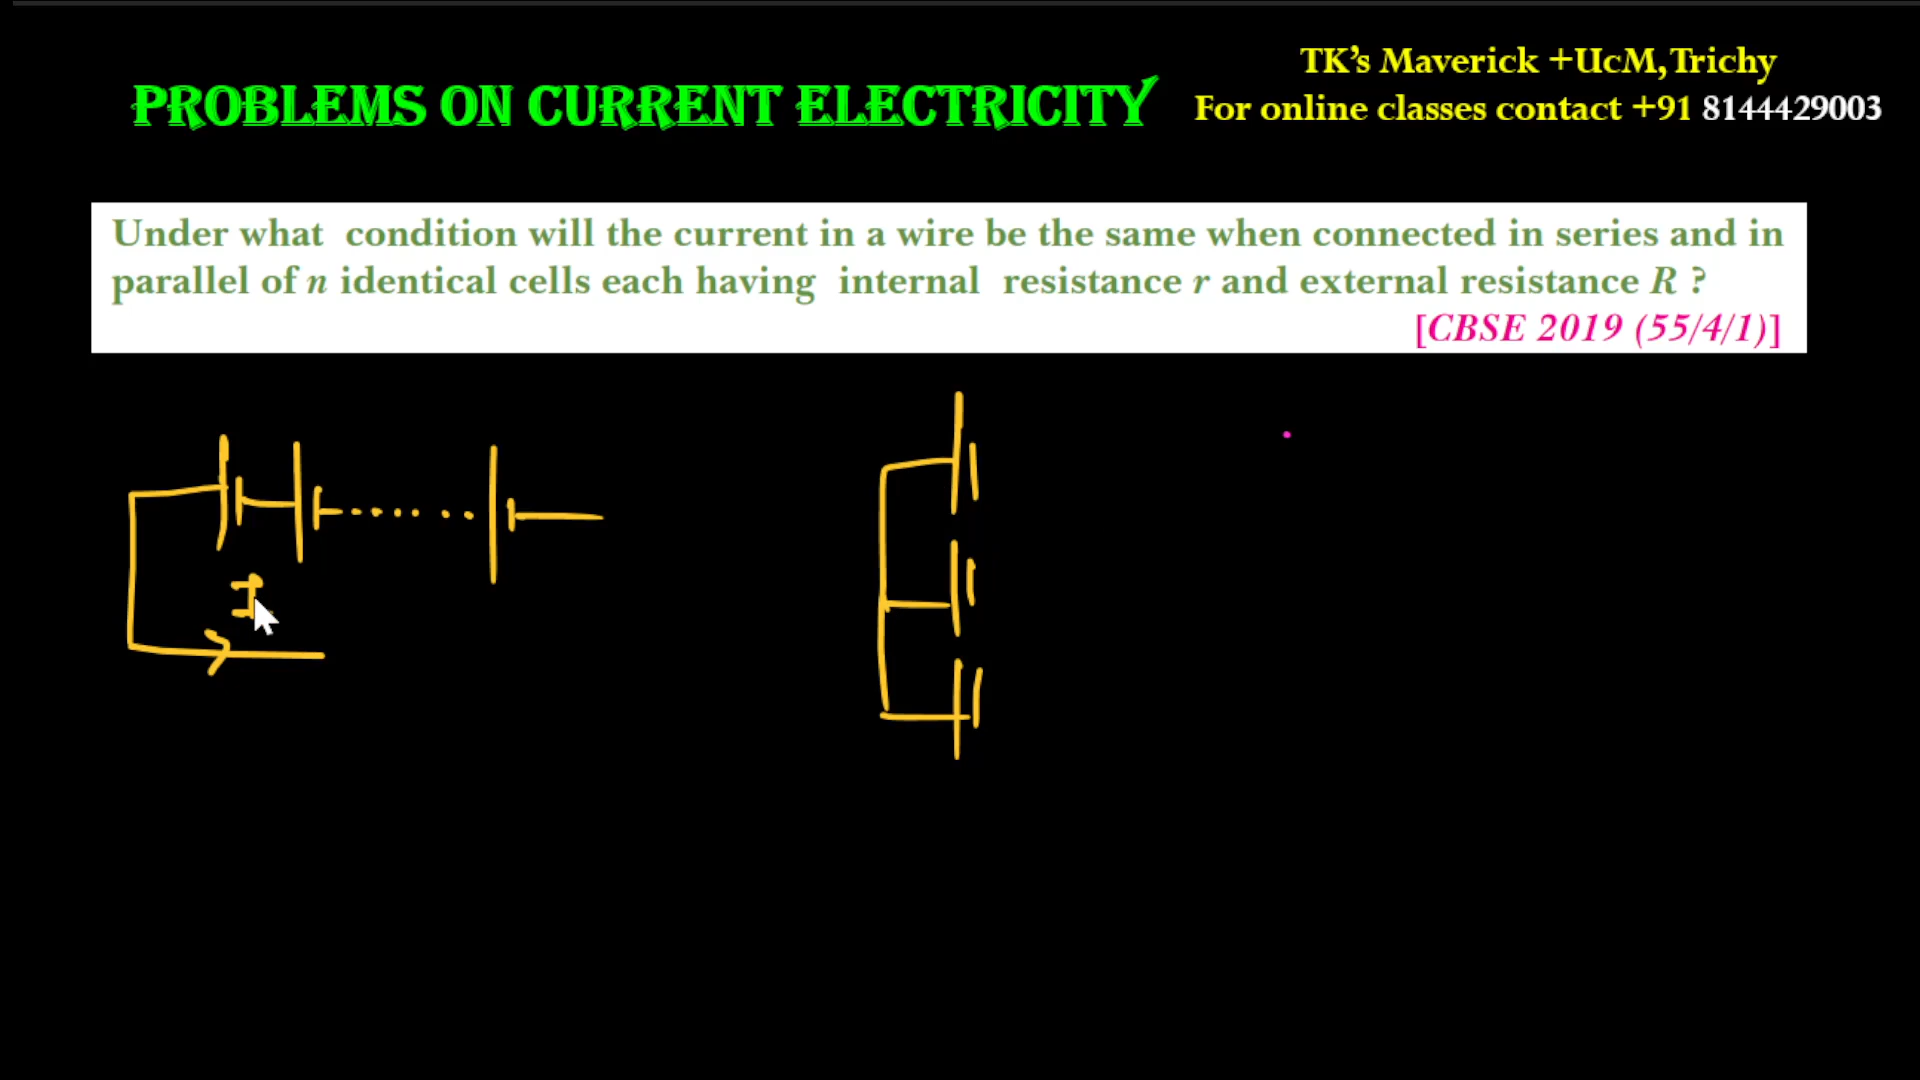 TK's Maverick +UcM,Trichy
PROBLEMS ON CURRENT ELECTRICITY
For online classes contact +91 8144429003
Under what condition will the current in a wire be the same when connected in series and in
parallel of n identical cells each having internal resistance r and external resistance R ?
[CBSE 2019 (55/4/1)]
I